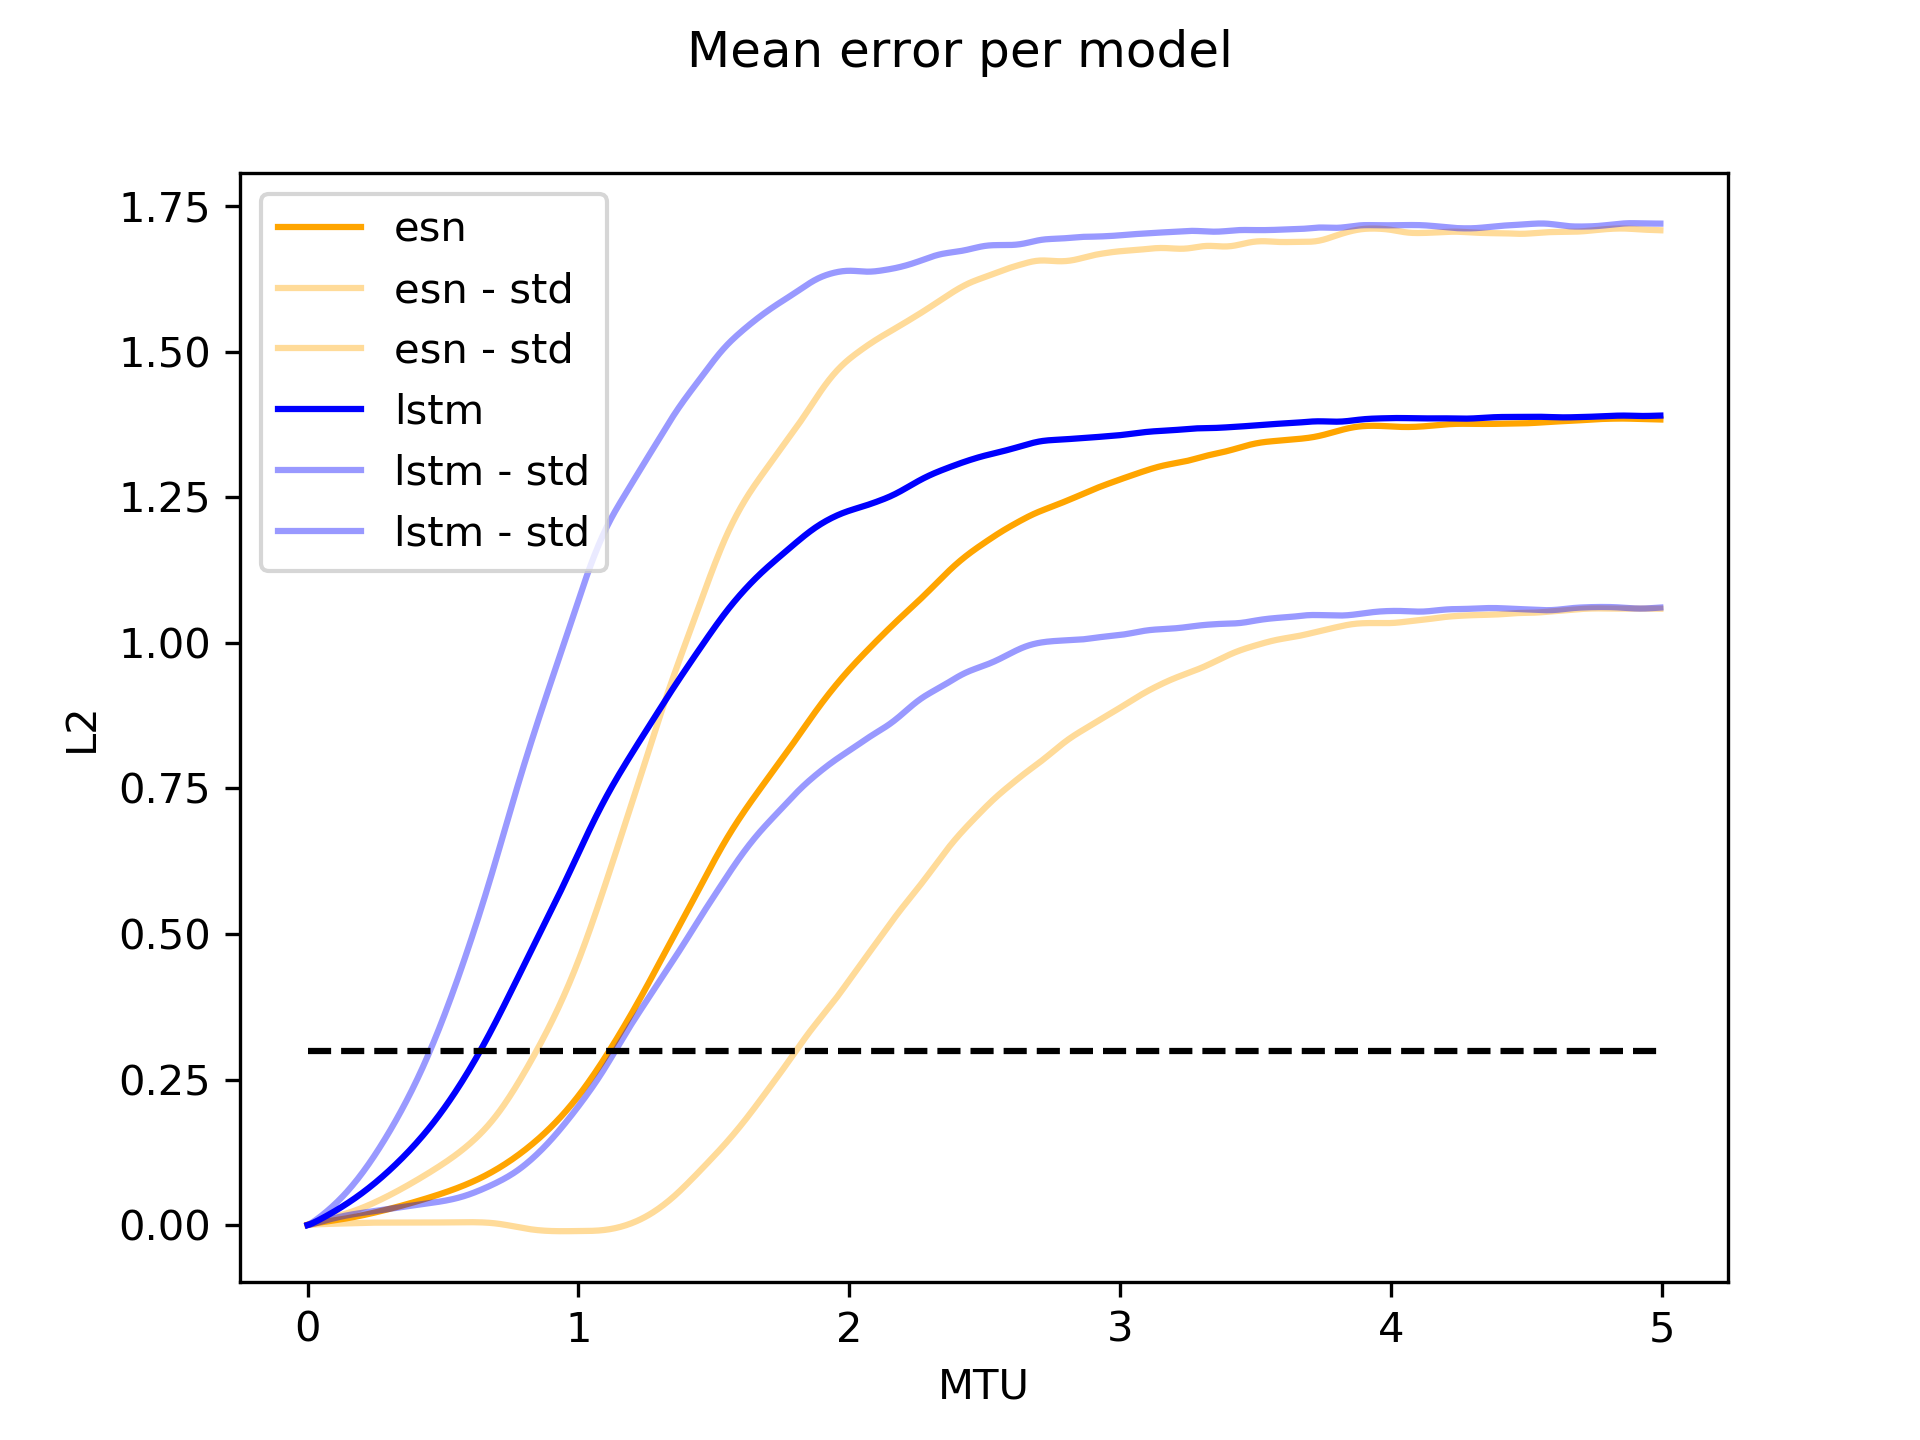 Mean error per model
1.75
1.50
1.25
1.00
0.75
0.50
0.25
0.00
L2
esn
esn - std
esn - std
lstm
lstm - std
lstm - std
0
1
2
3
4
5
MTU